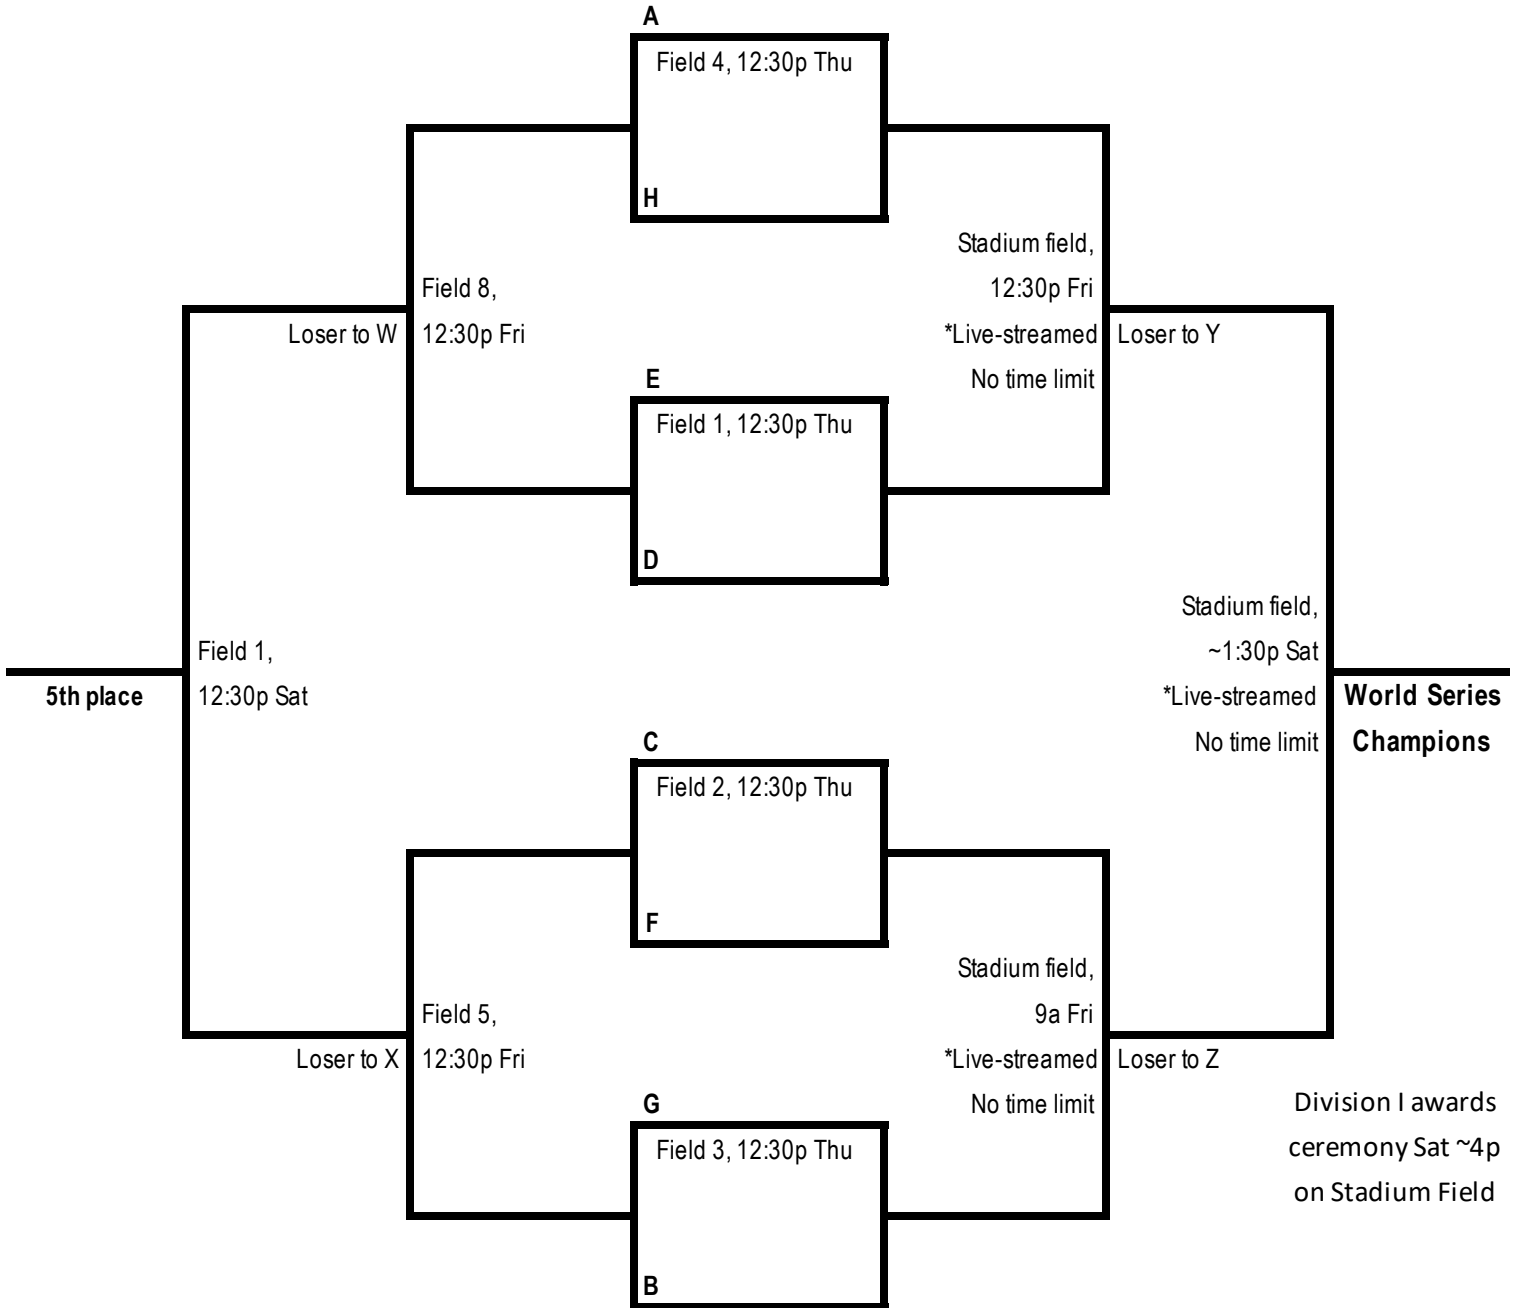 A
Field 4, 12:30p Thu
H
Stadium field,
12:30p Fri
*Live-streamed
No time limit
Field 8,
12:30p Fri
Loser to W
Loser to Y
E
Field 1, 12:30p Thu
D
Stadium field,
~1:30p Sat
*Live-streamed
No time limit
Field 1,
12:30p Sat
5th place
World Series
Champions
C
Field 2, 12:30p Thu
F
Stadium field,
9a Fri
*Live-streamed
No time limit
Field 5,
12:30p Fri
Loser to X
Loser to Z
G
Field 3, 12:30p Thu
B
Division I awards
ceremony Sat ~4p
on Stadium Field